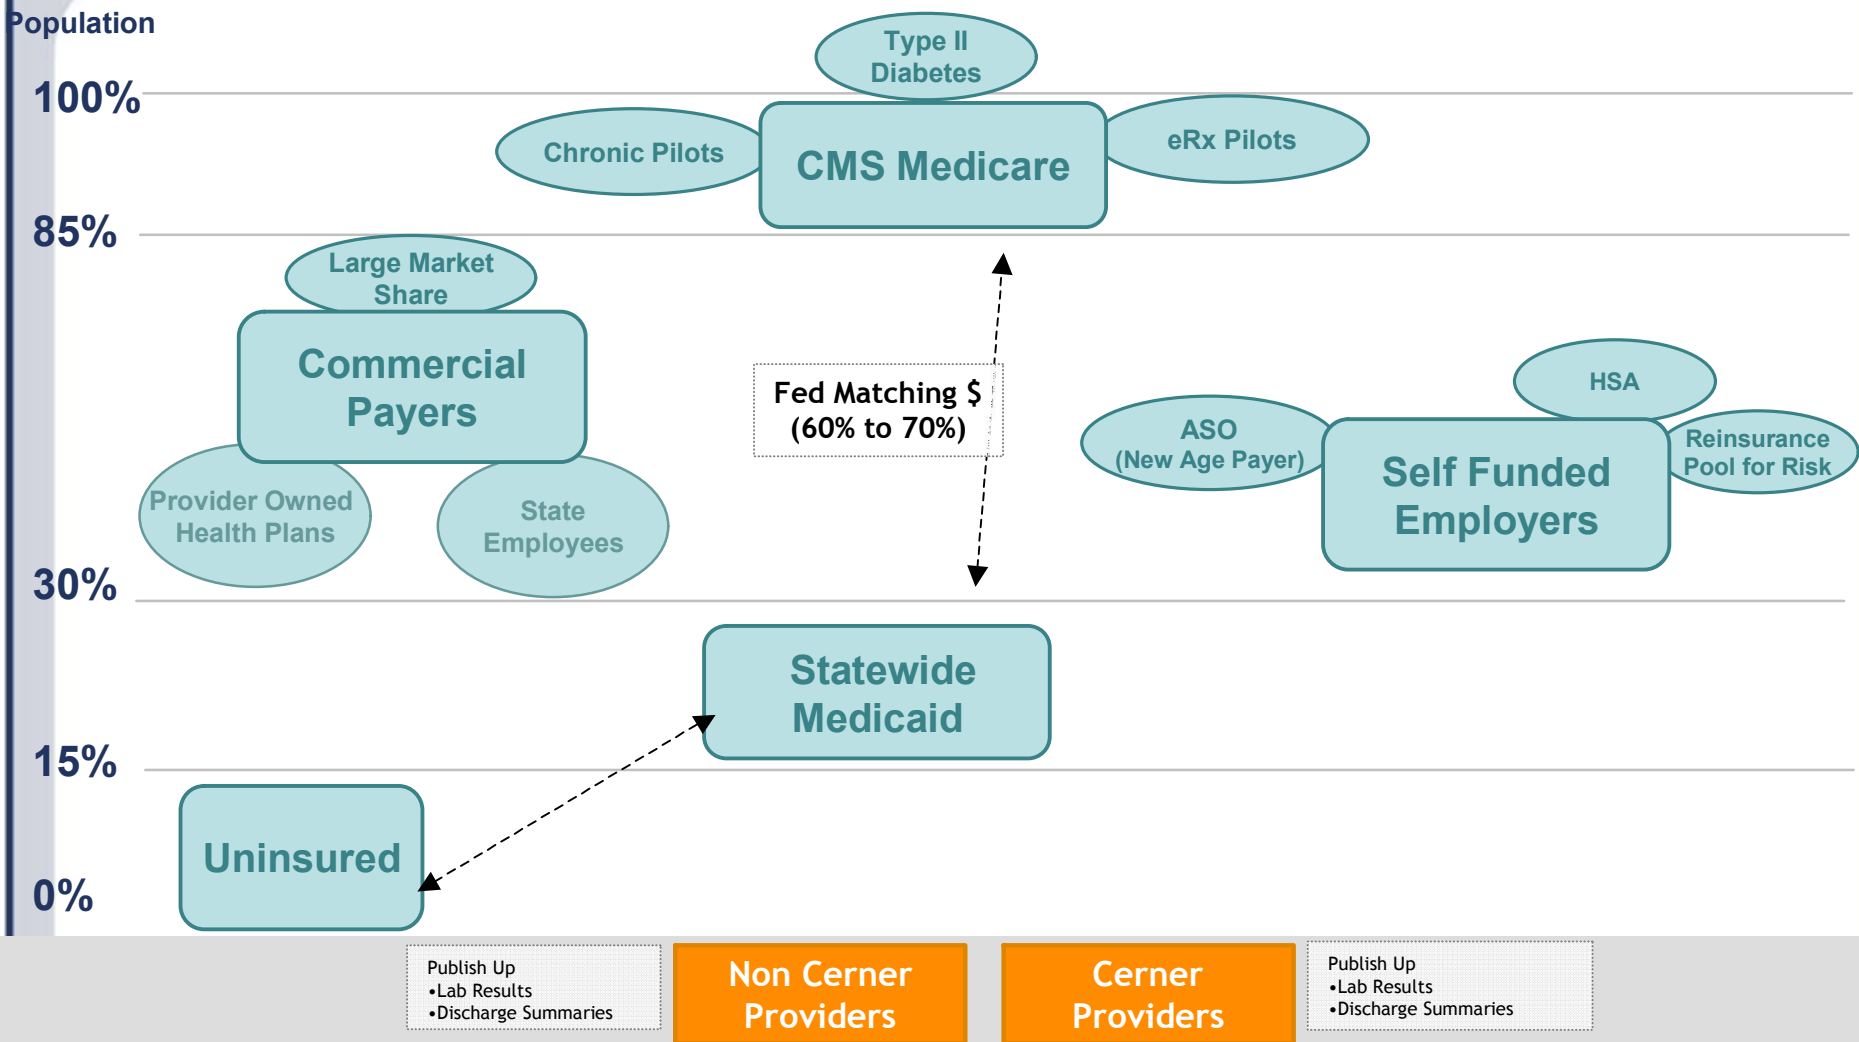 Population
Type II
Diabetes
100%
Chronic Pilots
CMS Medicare
eRx Pilots
85%
Large Market
Share
Commercial
Payers
Fed Matching $
(60% to 70%)
HSA
ASO
(New Age Payer)
Self Funded
Employers
Reinsurance
Pool for Risk
Provider Owned
Health Plans
State
Employees
30%
Statewide
Medicaid
15%
Uninsured
0%
Publish Up
•Lab Results
•Discharge Summaries
Non Cerner
Providers
Cerner
Providers
Publish Up
•Lab Results
•Discharge Summaries